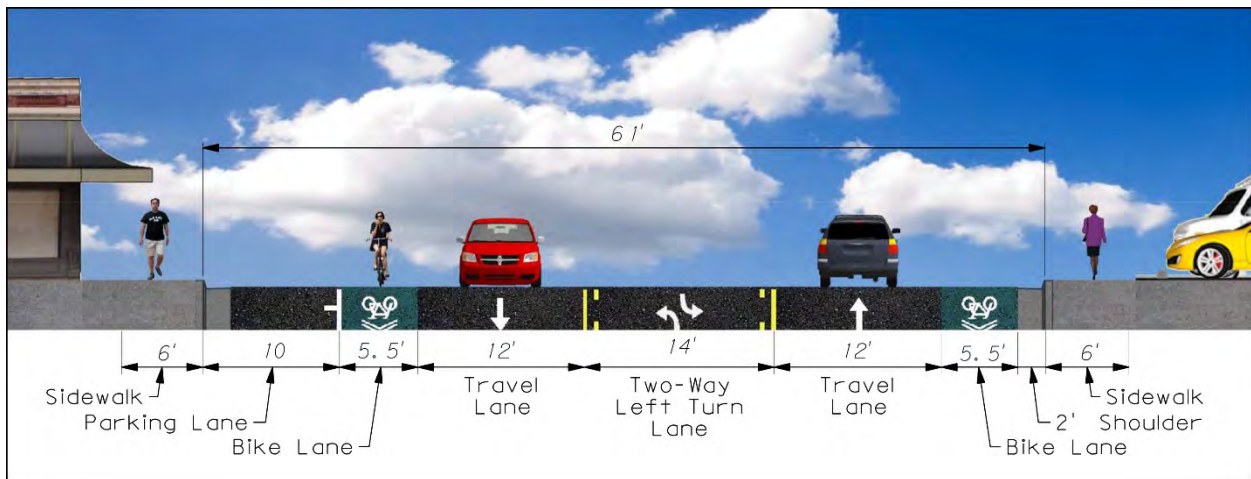 61'
6'
10
5.5'
12'
14'
12'
5.5'
6'
Sidewalk
Parking Lane
Bike Lane
Travel
Lane
Two-Way
Left Turn
Lane
Travel
Lane
Sidewalk
2' Shoulder
Bike Lane